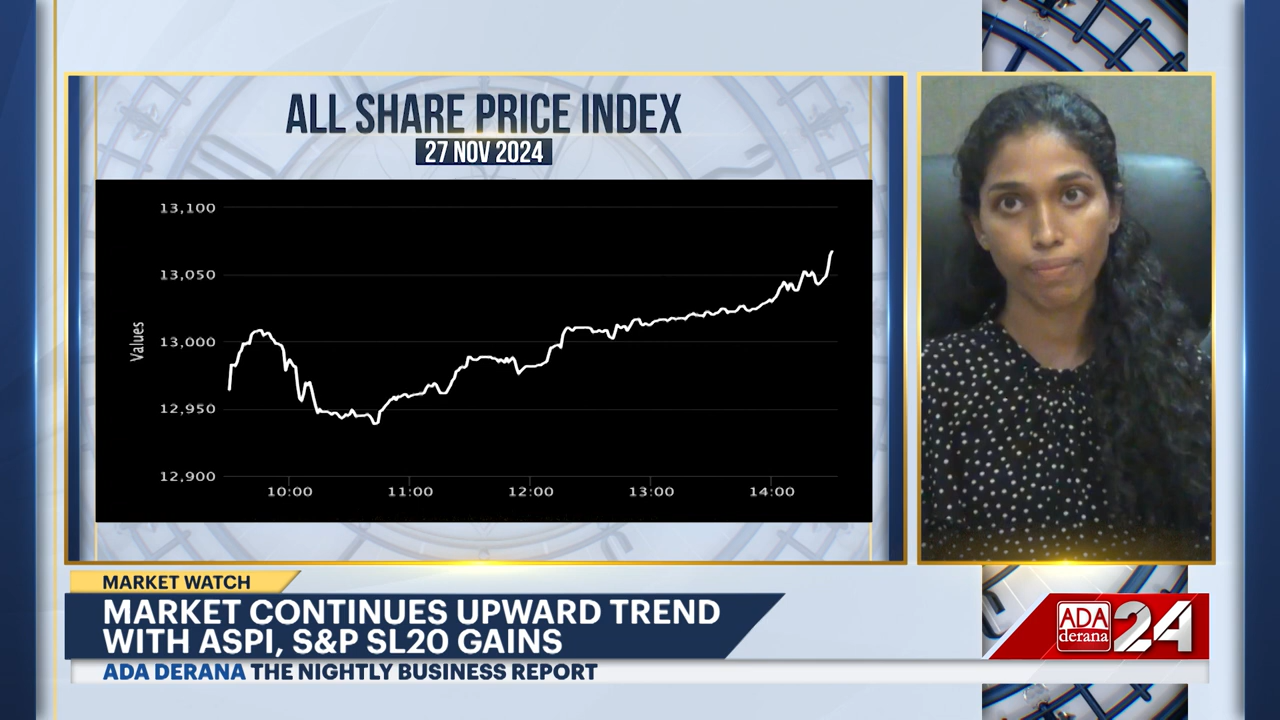 ALL SHARE PRICE INDEX
27 NOV 2024
Values
13,100
13,050
13,000
12,950
12,900
10:00 11:00 12:00 13:00 14:00
MARKET WATCH
MARKET CONTINUES UPWARD TREND
WITH ASPI, S&P SL20 GAINS
ADA DERANA THE NIGHTLY BUSINESS REPORT
ADA
derana
24